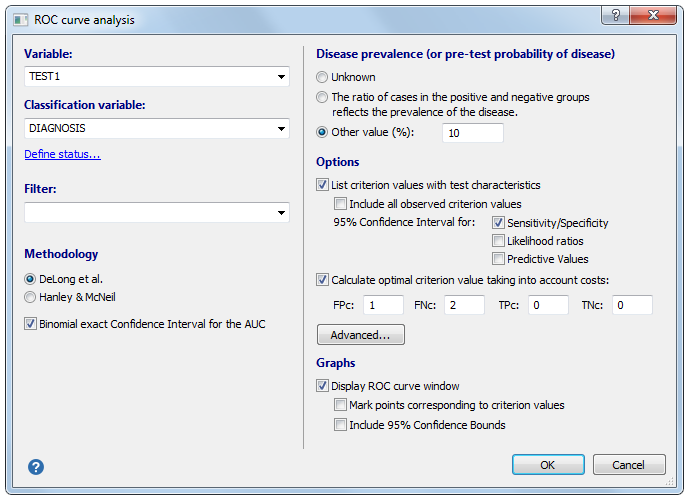 ROC curve analysis
Variable:
TEST1
Classification variable:
DIAGNOSIS
Define status...
Filter:
Methodology
DeLong et al.
Hanley & McNeil
Binomial exact Confidence Interval for the AUC
Disease prevalence (or pre-test probability of disease)
Unknown
The ratio of cases in the positive and negative groups
reflects the prevalence of the disease.
Other value (%): 10
Options
List criterion values with test characteristics
Include all observed criterion values
95% Confidence Interval for: Sensitivity/Specificity
Likelihood ratios
Predictive Values
Calculate optimal criterion value taking into account costs:
FPc: 1 FNc: 2 TPc: 0 TNc: 0
Advanced...
Graphs
Display ROC curve window
Mark points corresponding to criterion values
Include 95% Confidence Bounds
? OK Cancel